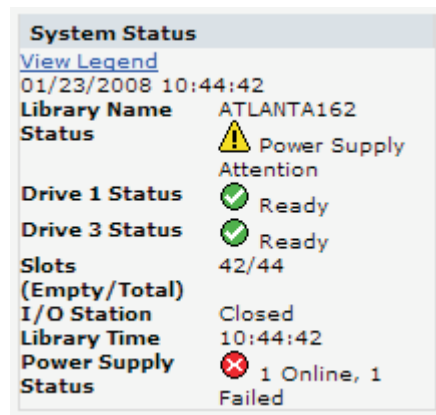 System Status
View Legend
01/23/2008 10:44:42
Library Name ATLANTA162
Status Power Supply
Attention
Drive 1 Status Ready
Drive 3 Status Ready
Slots 42/44
(Empty/Total)
I/O Station Closed
Library Time 10:44:42
Power Supply 1 Online, 1
Status Failed